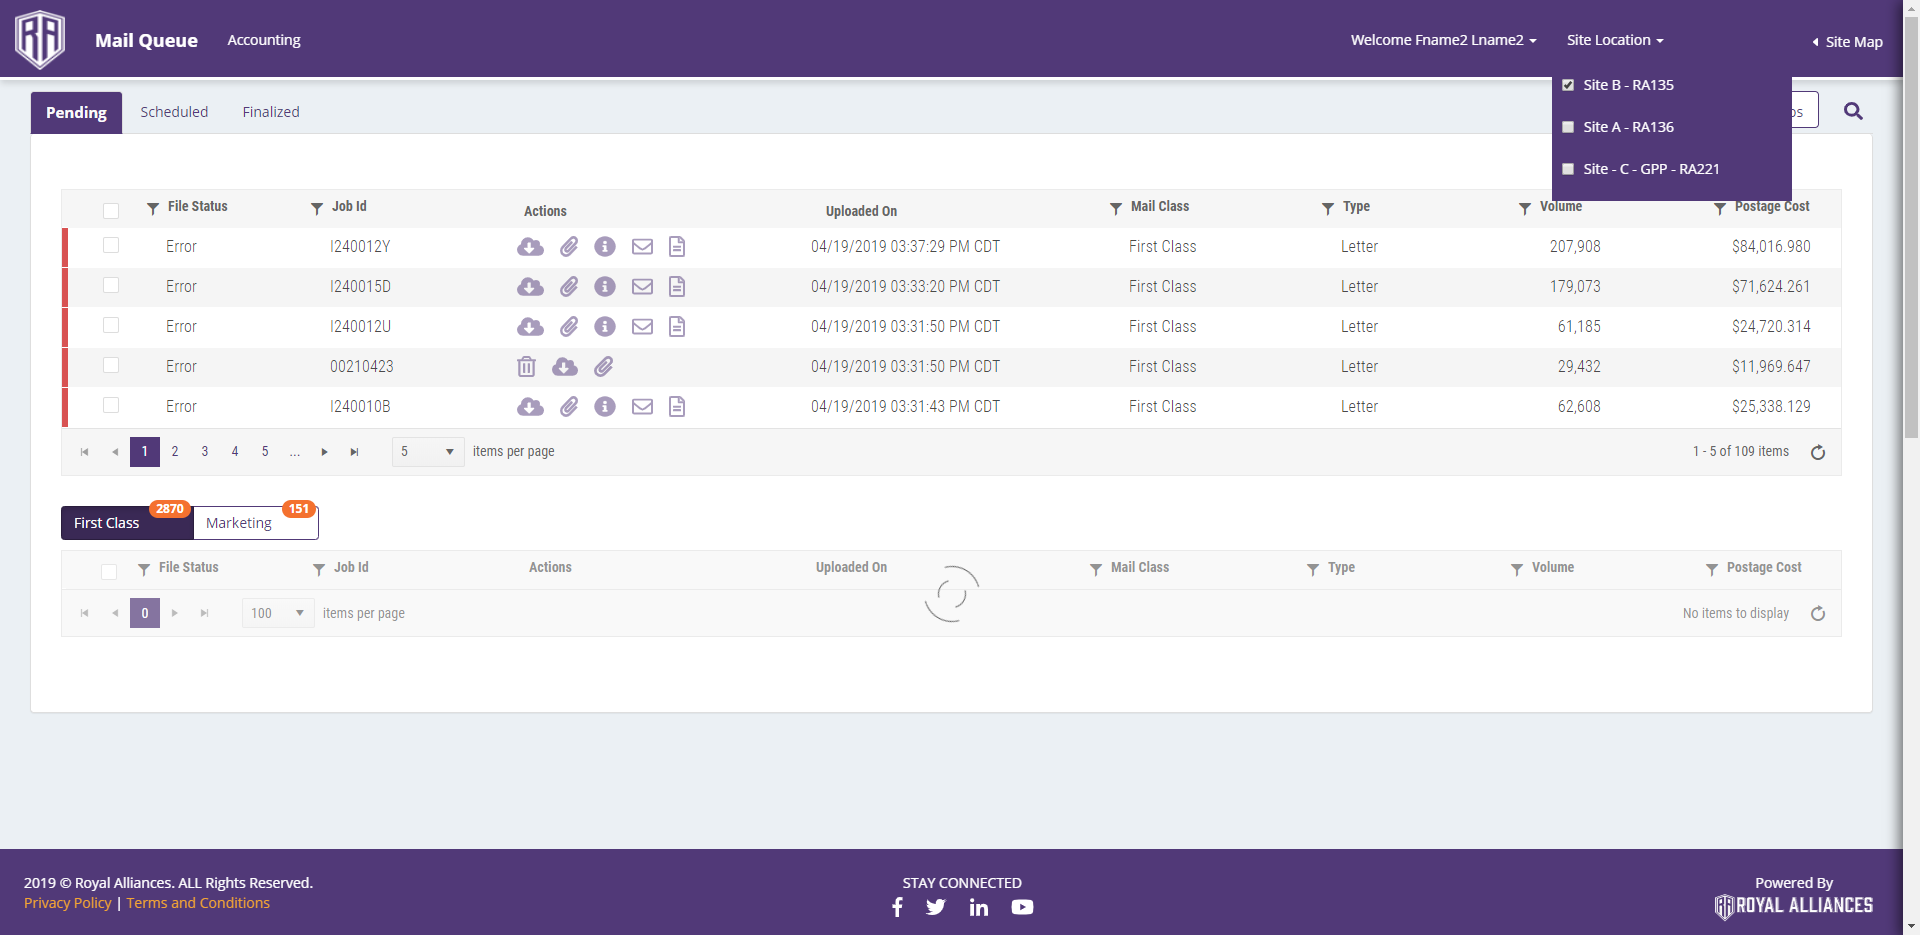 RA
Mail Queue Accounting Welcome Fname2 Lname2 Site Location Site Map
Site B - RA135
Site A - RA136
Site - C - GPP - RA221
Pending Scheduled Finalized
File Status Job Id Actions Uploaded On Mail Class Type Volume Postage Cost
Error I240012Y 04/19/2019 03:37:29 PM CDT First Class Letter 207,908 $84,016.980
Error I240015D 04/19/2019 03:33:20 PM CDT First Class Letter 179,073 $71,624.261
Error I240012U 04/19/2019 03:31:50 PM CDT First Class Letter 61,185 $24,720.314
Error 00210423 04/19/2019 03:31:50 PM CDT First Class Letter 29,432 $11,969.647
Error I240010B 04/19/2019 03:31:43 PM CDT First Class Letter 62,608 $25,338.129
1 2 3 4 5 ... 5 items per page 1 - 5 of 109 items
First Class 2870 Marketing 151
File Status Job Id Actions Uploaded On Mail Class Type Volume Postage Cost
0 100 items per page No items to display
2019 © Royal Alliances. ALL Rights Reserved. STAY CONNECTED Powered By
Privacy Policy | Terms and Conditions RA ROYAL ALLIANCES